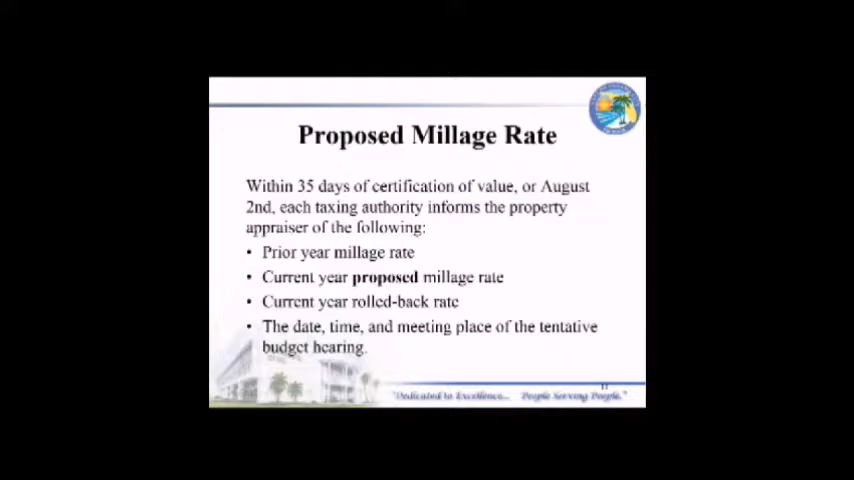 Proposed Millage Rate
Within 35 days of certification of value, or August
2nd, each taxing authority informs the property
appraiser of the following:
• Prior year millage rate
• Current year proposed millage rate
• Current year rolled-back rate
• The date, time, and meeting place of the tentative
budget hearing.
11
"Dedicated to Excellence... People Serving People."